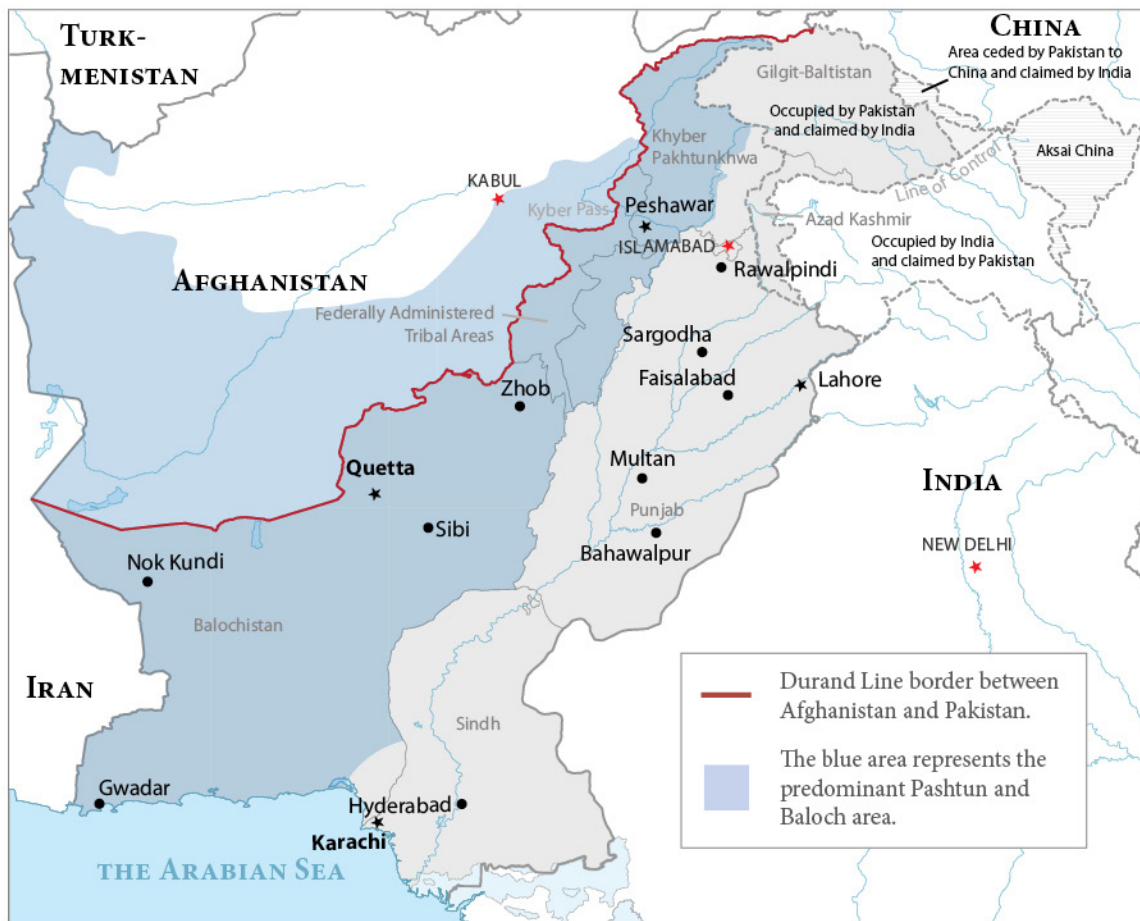 TURK-
MENISTAN
CHINA
Area ceded by Pakistan to
China and claimed by India
Gilgit-Baltistan
Occupied by Pakistan
and claimed by India
Aksai China
Khyber
Pakhtunkhwa
Line of Control
KABUL
Kyber Pass
Peshawar
Azad Kashmir
ISLAMABAD
Occupied by India
and claimed by Pakistan
Rawalpindi
AFGHANISTAN
Federally Administered
Tribal Areas
Sargodha
Faisalabad
Lahore
Zhob
Quetta
Multan
INDIA
Punjab
Sibi
Bahawalpur
NEW DELHI
Nok Kundi
Balochistan
IRAN
Durand Line border between
Afghanistan and Pakistan.
Sindh
The blue area represents the
predominant Pashtun and
Baloch area.
Gwadar
Hyderabad
Karachi
THE ARABIAN SEA